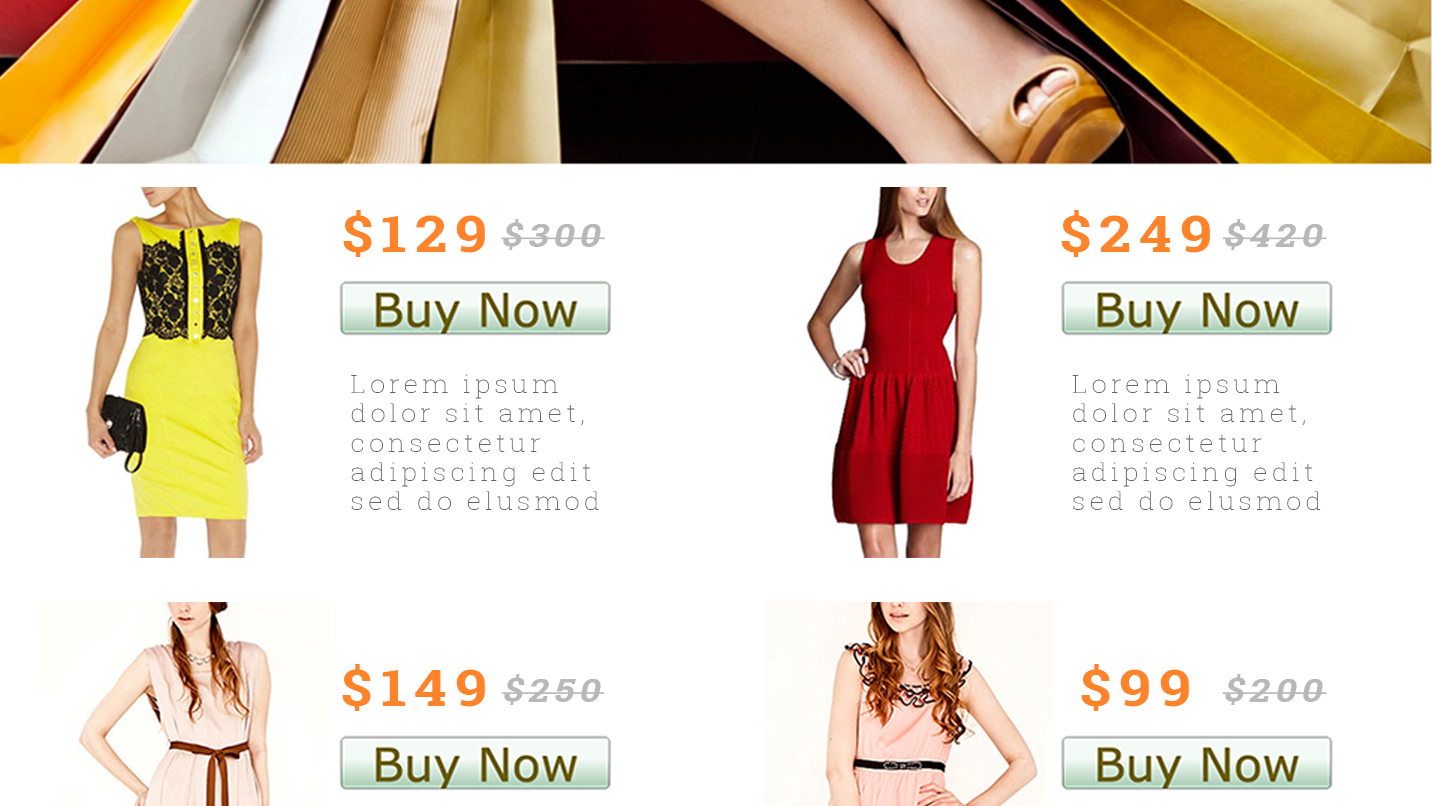 $129 $300
Buy Now
Lorem ipsum
dolor sit amet,
consectetur
adipiscing edit
sed do elusmod
$249 $420
Buy Now
Lorem ipsum
dolor sit amet,
consectetur
adipiscing edit
sed do elusmod
$149 $250
Buy Now
$99 $200
Buy Now